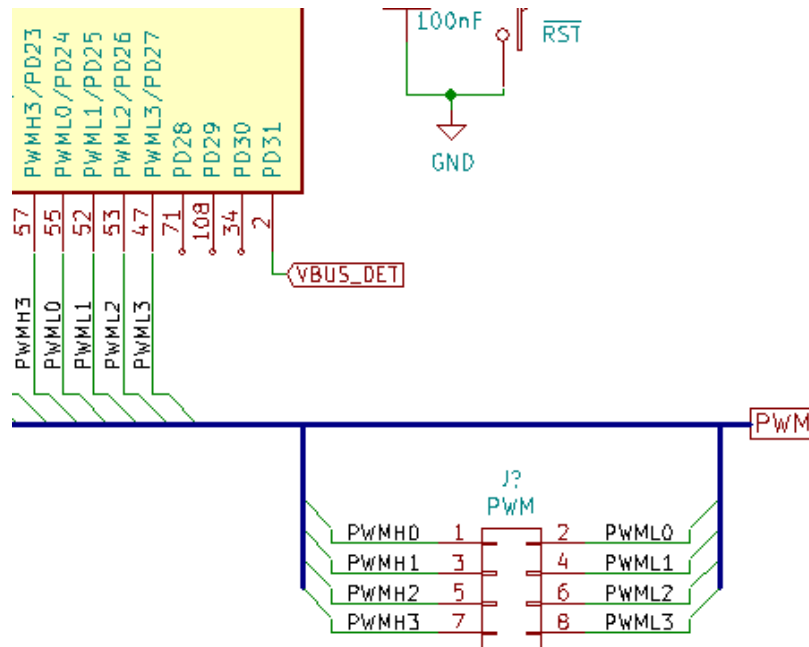 100nF
RST
GND
PWMH3/PD23
PWML0/PD24
PWML1/PD25
PWML2/PD26
PWML3/PD27
PD28
PD29
PD30
PD31
57
55
52
53
47
71
108
34
2
VBUS_DET
PWMH3
PWML0
PWML1
PWML2
PWML3
PWM
J?
PWM
PWMH0 1 2 PWML0
PWMH1 3 4 PWML1
PWMH2 5 6 PWML2
PWMH3 7 8 PWML3